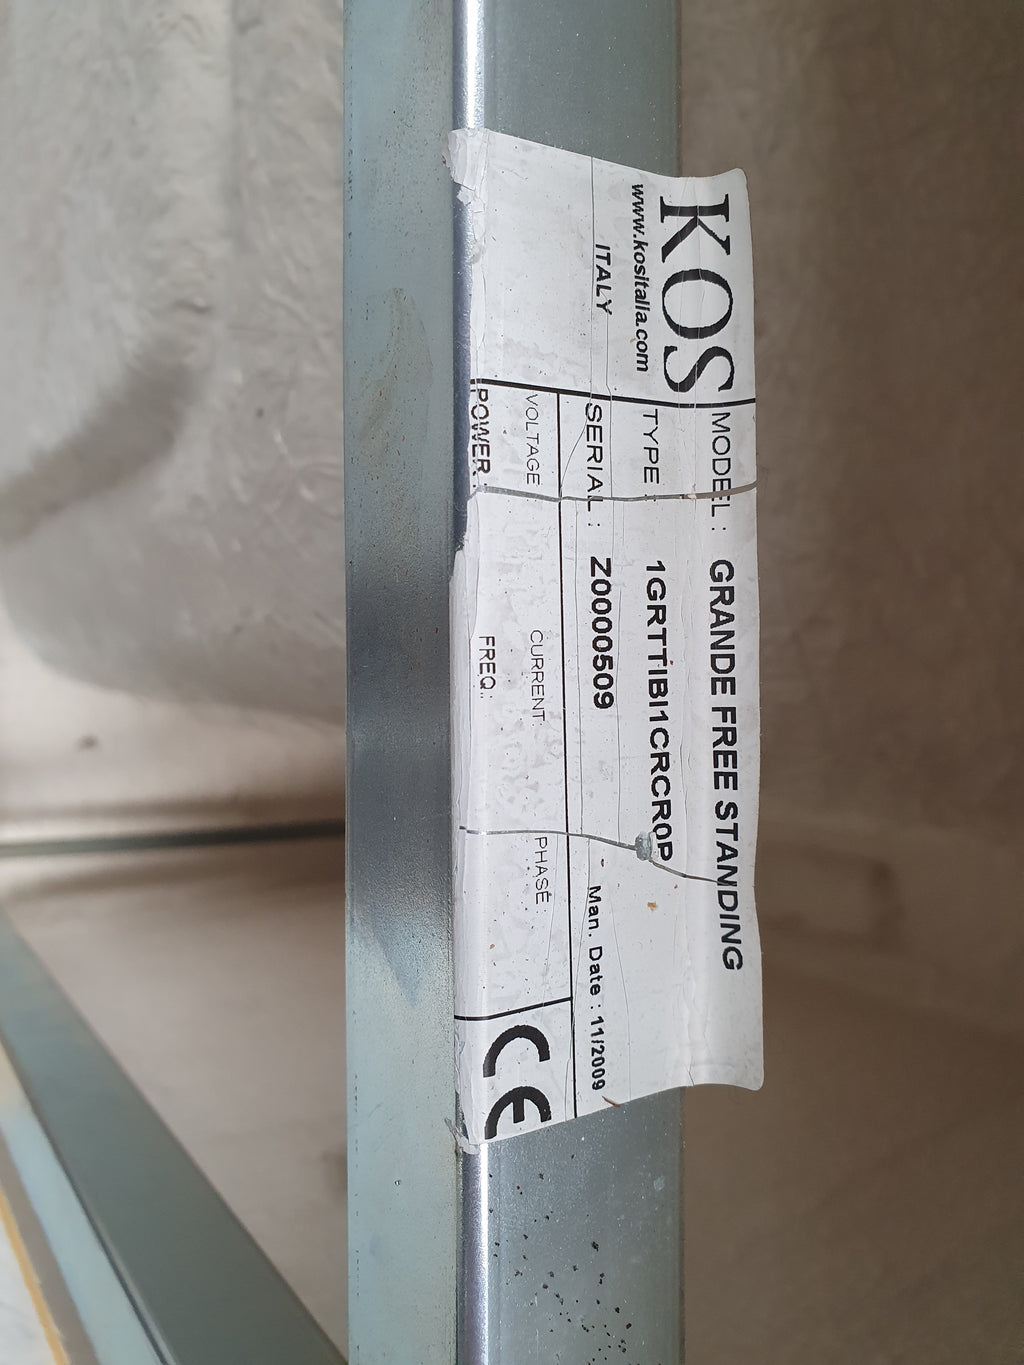 KOS
www.kositalia.com
ITALY
MODEL : GRANDE FREE STANDING
TYPE : 1GRTTIBI1CRCR0P
SERIAL : Z0000509 Man. Date : 11/2009
VOLTAGE : CURRENT: PHASE:
POWER: FREQ.:
CE